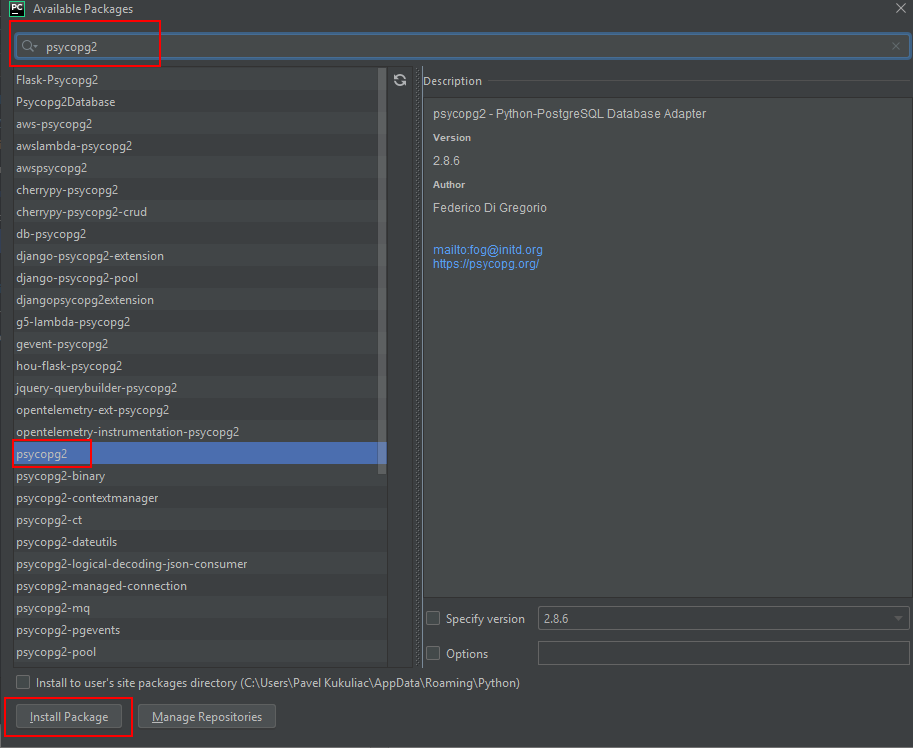 PC Available Packages
psycopg2
Flask-Psycopg2
Psycopg2Database
aws-psycopg2
awslambda-psycopg2
awspsycopg2
cherrypy-psycopg2
cherrypy-psycopg2-crud
db-psycopg2
django-psycopg2-extension
django-psycopg2-pool
djangopsycopg2extension
g5-lambda-psycopg2
gevent-psycopg2
hou-flask-psycopg2
jquery-querybuilder-psycopg2
opentelemetry-ext-psycopg2
opentelemetry-instrumentation-psycopg2
psycopg2
psycopg2-binary
psycopg2-contextmanager
psycopg2-ct
psycopg2-dateutils
psycopg2-logical-decoding-json-consumer
psycopg2-managed-connection
psycopg2-mq
psycopg2-pgevents
psycopg2-pool
Description
psycopg2 - Python-PostgreSQL Database Adapter
Version
2.8.6
Author
Federico Di Gregorio
mailto:fog@initd.org
https://psycopg.org/
Specify version 2.8.6
Options
Install to user's site packages directory (C:\Users\Pavel Kukuliac\AppData\Roaming\Python)
Install Package Manage Repositories